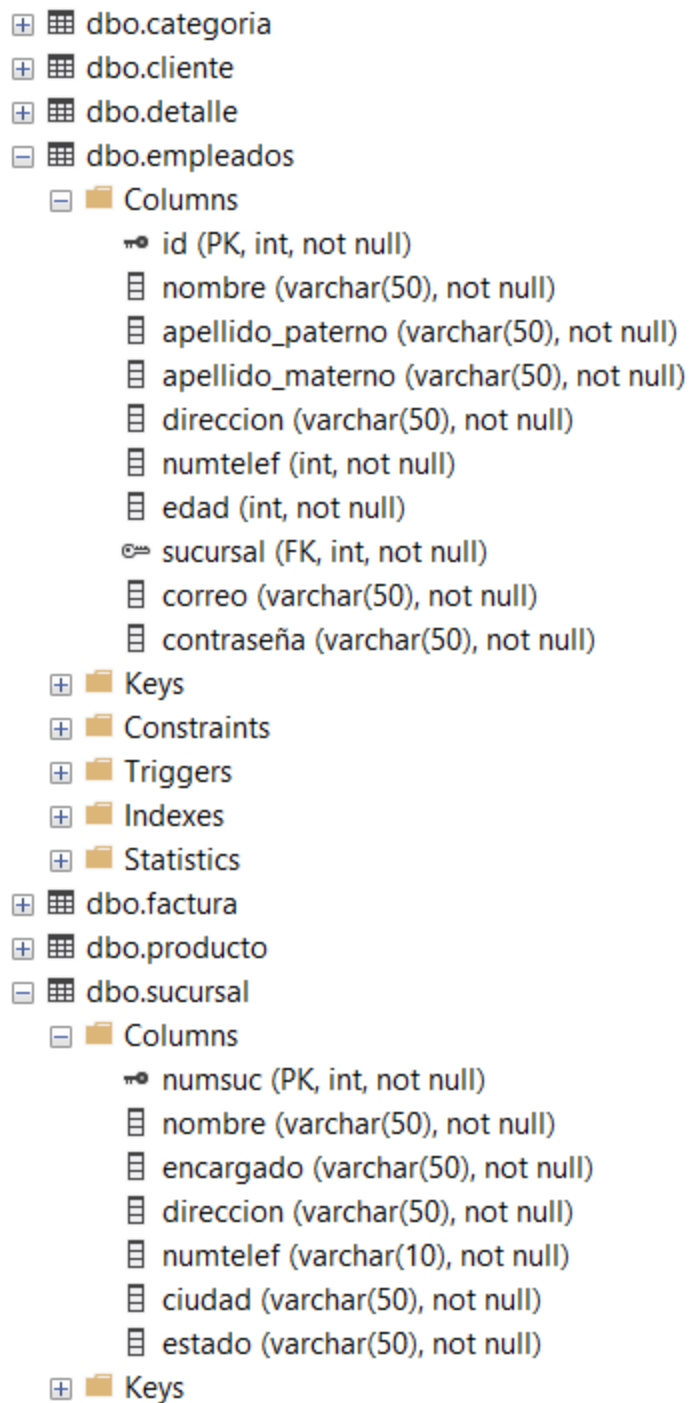 dbo.categoria
dbo.cliente
dbo.detalle
dbo.empleados
Columns
id (PK, int, not null)
nombre (varchar(50), not null)
apellido_paterno (varchar(50), not null)
apellido_materno (varchar(50), not null)
direccion (varchar(50), not null)
numtelef (int, not null)
edad (int, not null)
sucursal (FK, int, not null)
correo (varchar(50), not null)
contraseña (varchar(50), not null)
Keys
Constraints
Triggers
Indexes
Statistics
dbo.factura
dbo.producto
dbo.sucursal
Columns
numsuc (PK, int, not null)
nombre (varchar(50), not null)
encargado (varchar(50), not null)
direccion (varchar(50), not null)
numtelef (varchar(10), not null)
ciudad (varchar(50), not null)
estado (varchar(50), not null)
Keys